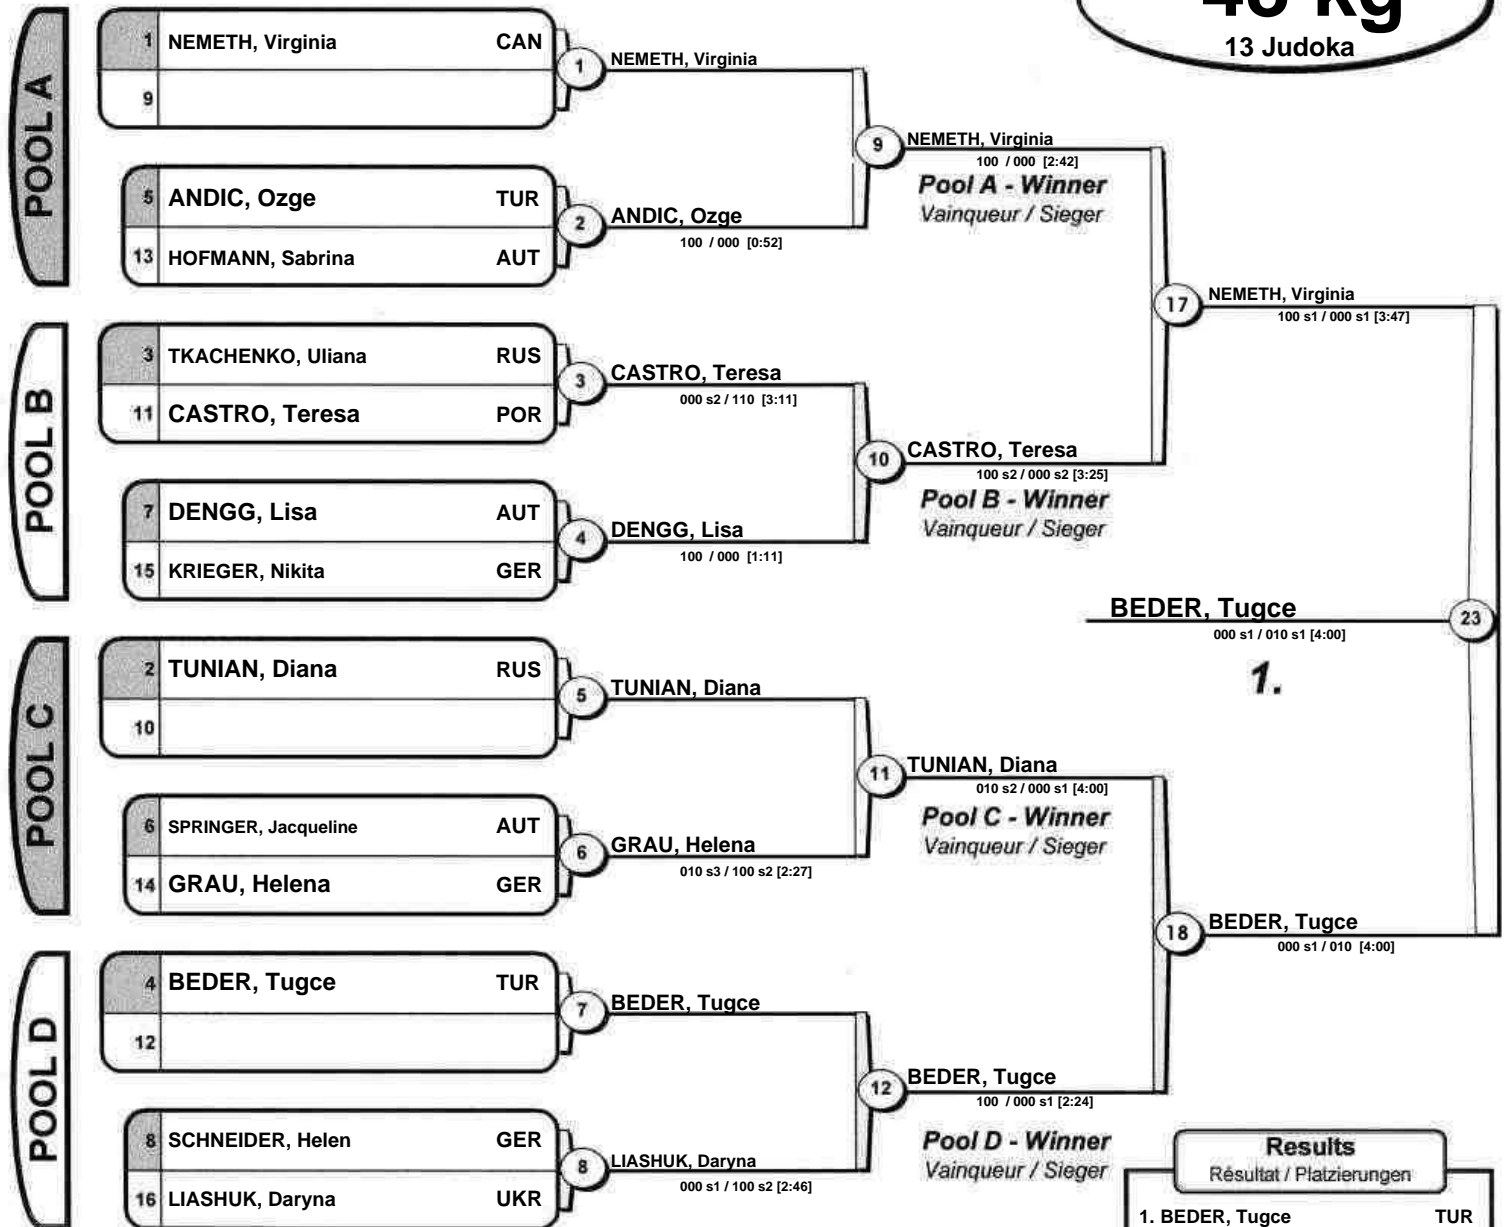 13 Judoka
POOL A
1 NEMETH, Virginia CAN
9
1 NEMETH, Virginia
5 ANDIC, Ozge TUR
13 HOFMANN, Sabrina AUT
2 ANDIC, Ozge
100 / 000 [0:52]
9 NEMETH, Virginia
100 / 000 [2:42]
Pool A - Winner
Vainqueur / Sieger
POOL B
3 TKACHENKO, Uliana RUS
11 CASTRO, Teresa POR
3 CASTRO, Teresa
000 s2 / 110 [3:11]
7 DENGG, Lisa AUT
15 KRIEGER, Nikita GER
4 DENGG, Lisa
100 / 000 [1:11]
10 CASTRO, Teresa
100 s2 / 000 s2 [3:25]
Pool B - Winner
Vainqueur / Sieger
17 NEMETH, Virginia
100 s1 / 000 s1 [3:47]
POOL C
2 TUNIAN, Diana RUS
10
5 TUNIAN, Diana
6 SPRINGER, Jacqueline AUT
14 GRAU, Helena GER
6 GRAU, Helena
010 s3 / 100 s2 [2:27]
11 TUNIAN, Diana
010 s2 / 000 s1 [4:00]
Pool C - Winner
Vainqueur / Sieger
POOL D
4 BEDER, Tugce TUR
12
7 BEDER, Tugce
8 SCHNEIDER, Helen GER
16 LIASHUK, Daryna UKR
8 LIASHUK, Daryna
000 s1 / 100 s2 [2:46]
12 BEDER, Tugce
100 / 000 s1 [2:24]
Pool D - Winner
Vainqueur / Sieger
18 BEDER, Tugce
000 s1 / 010 [4:00]
BEDER, Tugce 23
000 s1 / 010 s1 [4:00]
1.
Results
Résultat / Platzierungen
1. BEDER, Tugce TUR